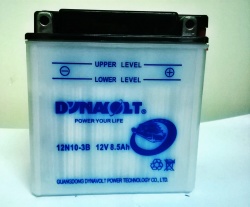 UPPER LEVEL
LOWER LEVEL
DYNAVOLT®
POWER YOUR LIFE
12N10-3B 12V 8.5Ah
GUANGDONG DYNAVOLT POWER TECHNOLOGY CO., LTD.